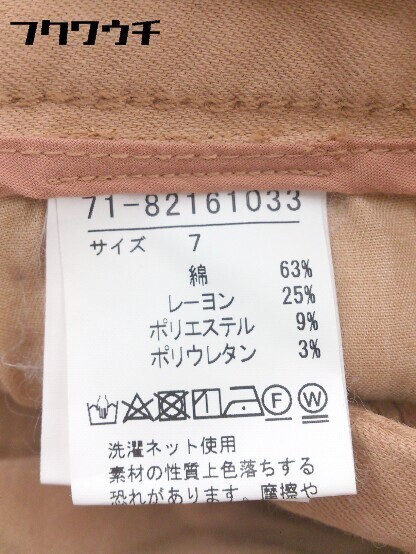 フクワウチ
71-82161033
サイズ 7
綿 63%
レーヨン 25%
ポリエステル 9%
ポリウレタン 3%
F W
洗濯ネット使用
素材の性質上色落ちする
恐れがあります。摩擦や